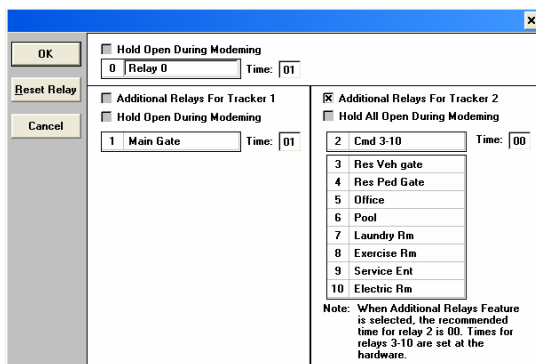 OK
Reset Relay
Cancel
Hold Open During Modeming
0 Relay 0 Time: 01
Additional Relays For Tracker 1
Hold Open During Modeming
1 Main Gate Time: 01
Additional Relays For Tracker 2
Hold All Open During Modeming
2 Cmd 3-10 Time: 00
3 Res Veh gate
4 Res Ped Gate
5 Office
6 Pool
7 Laundry Rm
8 Exercise Rm
9 Service Ent
10 Electric Rm
Note: When Additional Relays Feature
is selected, the recommended
time for relay 2 is 00. Times for
relays 3-10 are set at the
hardware.